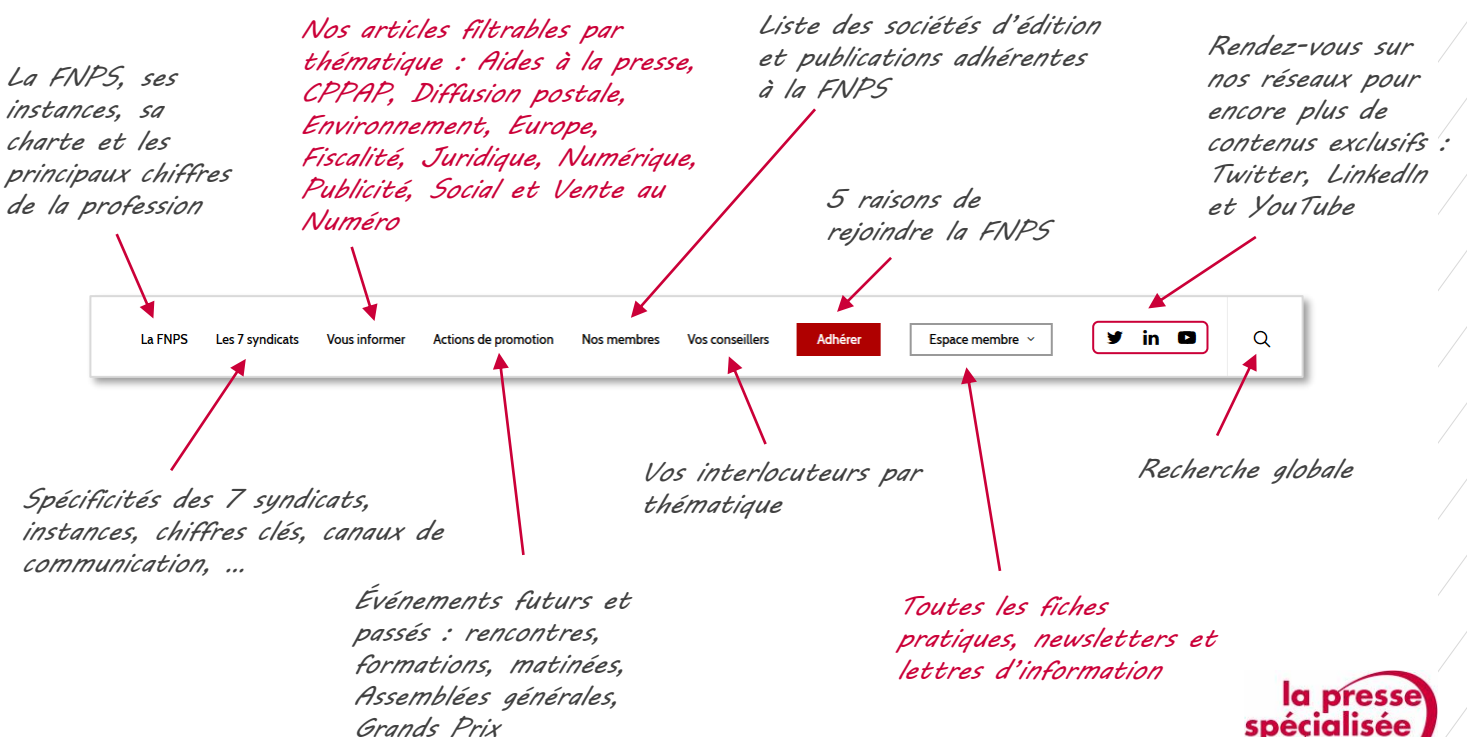 La FNPS, ses
instances, sa
charte et les
principaux chiffres
de la profession
Nos articles filtrables par
thématique : Aides à la presse,
CPPAP, Diffusion postale,
Environnement, Europe,
Fiscalité, Juridique, Numérique,
Publicité, Social et Vente au
Numéro
Liste des sociétés d'édition
et publications adhérentes
à la FNPS
5 raisons de
rejoindre la FNPS
Rendez-vous sur
nos réseaux pour
encore plus de
contenus exclusifs :
Twitter, LinkedIn
et YouTube
La FNPS Les 7 syndicats Vous informer Actions de promotion Nos membres Vos conseillers Adhérer Espace membre in
Spécificités des 7 syndicats,
instances, chiffres clés, canaux de
communication, ...
Événements futurs et
passés : rencontres,
formations, matinées,
Assemblées générales,
Grands Prix
Vos interlocuteurs par
thématique
Toutes les fiches
pratiques, newsletters et
lettres d'information
Recherche globale
la presse
spécialisée